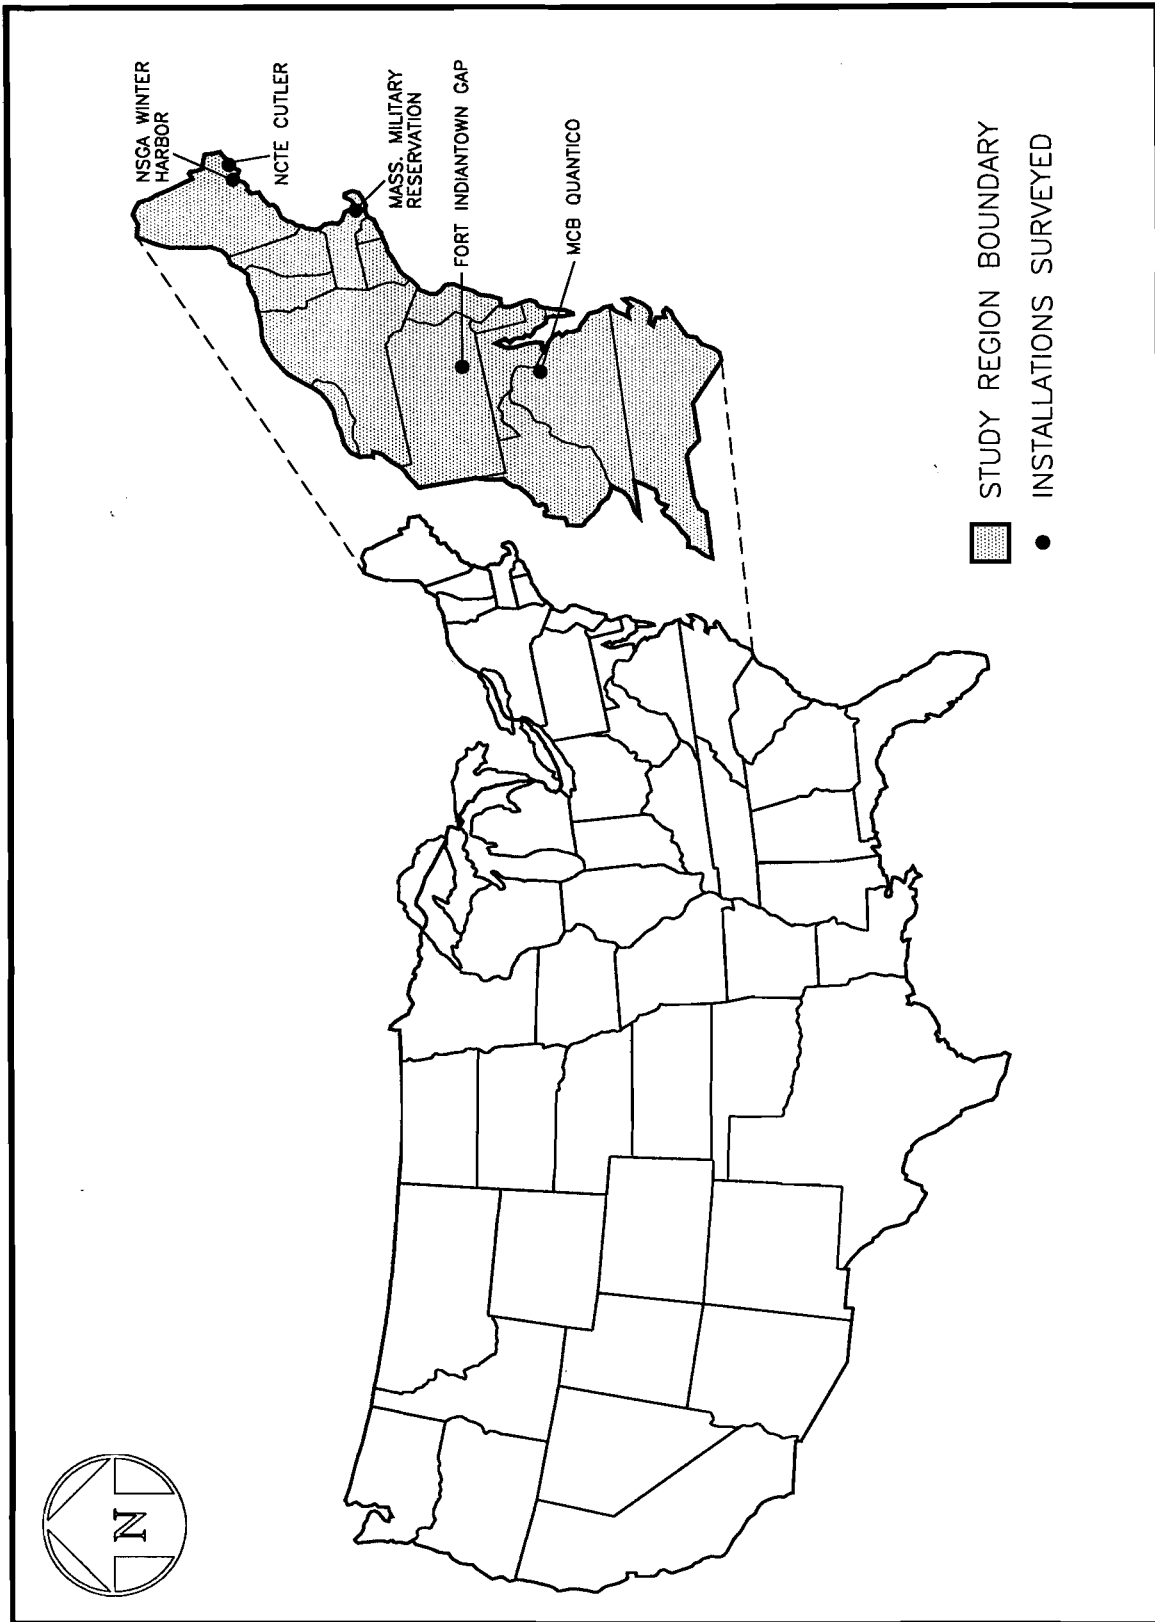 NSGA WINTER
HARBOR
NCTE CUTLER
MASS. MILITARY
RESERVATION
FORT INDIANTOWN GAP
MCB QUANTICO
STUDY REGION BOUNDARY
INSTALLATIONS SURVEYED
N